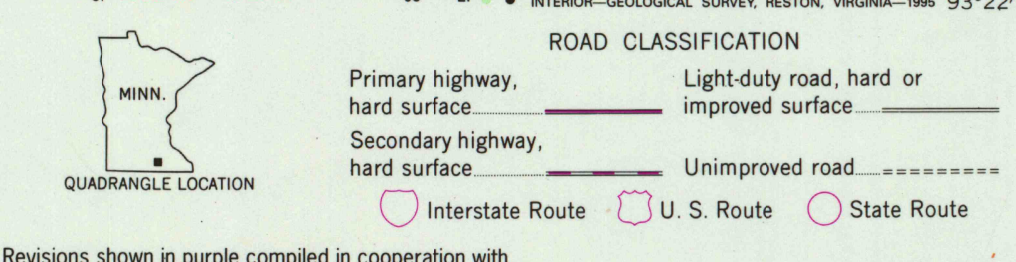 INTERIOR—GEOLOGICAL SURVEY, RESTON, VIRGINIA—1995 93°22'
ROAD CLASSIFICATION
MINN.
QUADRANGLE LOCATION
Primary highway,
hard surface
Light-duty road, hard or
improved surface
Secondary highway,
hard surface
Unimproved road
Interstate Route
U. S. Route
State Route
Revisions shown in purple compiled in cooperation with